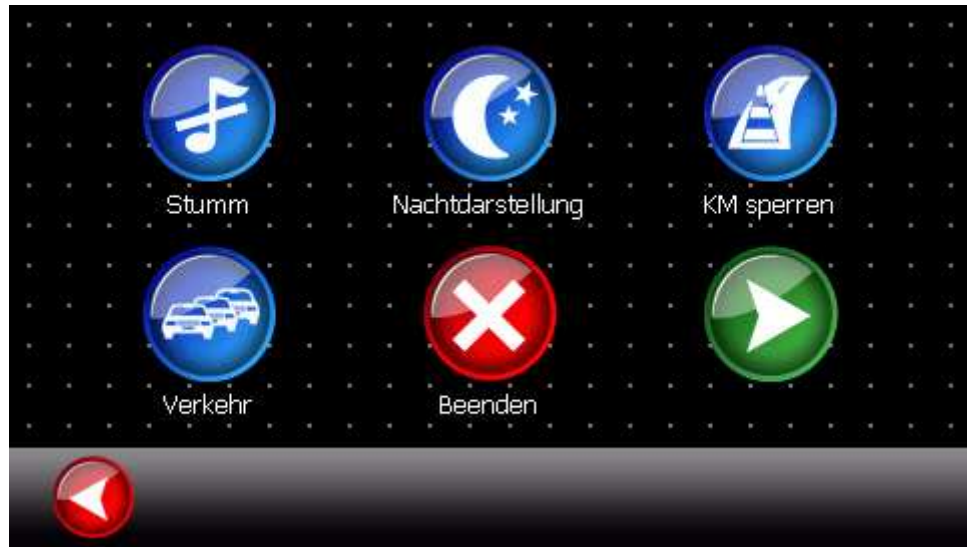 Stumm
Nachtdarstellung
KM sperren
Verkehr
Beenden